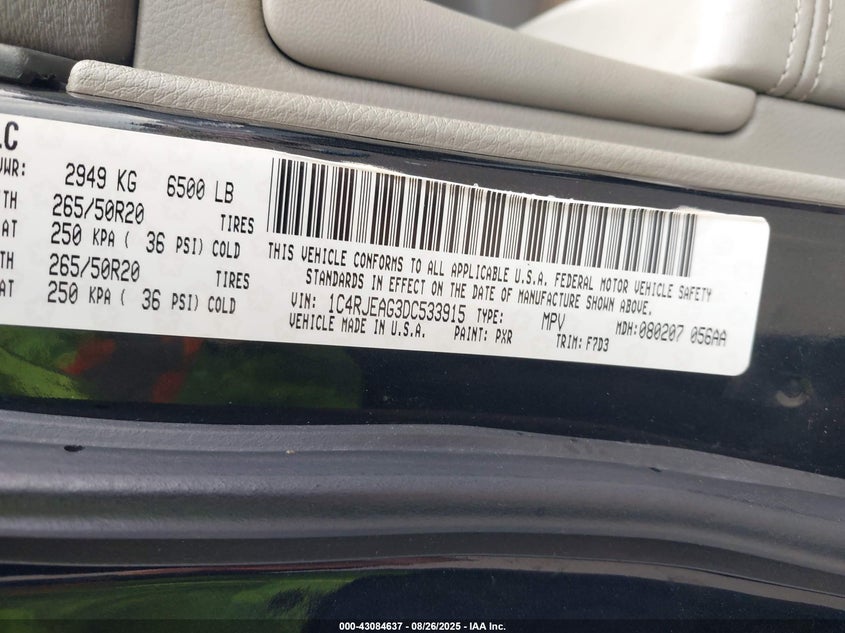 LC
VWR: 2949 KG 6500 LB
TH 265/50R20 TIRES
AT 250 KPA ( 36 PSI) COLD
TH 265/50R20 TIRES
AT 250 KPA ( 36 PSI) COLD
THIS VEHICLE CONFORMS TO ALL APPLICABLE U.S.A. FEDERAL MOTOR VEHICLE SAFETY
STANDARDS IN EFFECT ON THE DATE OF MANUFACTURE SHOWN ABOVE.
VIN: 1C4RJEAG3DC533915 TYPE: MPV MDH:080207 056AA
VEHICLE MADE IN U.S.A. PAINT: PXR TRIM: F7D3
000-43084637 - 08/26/2025 - IAA Inc.